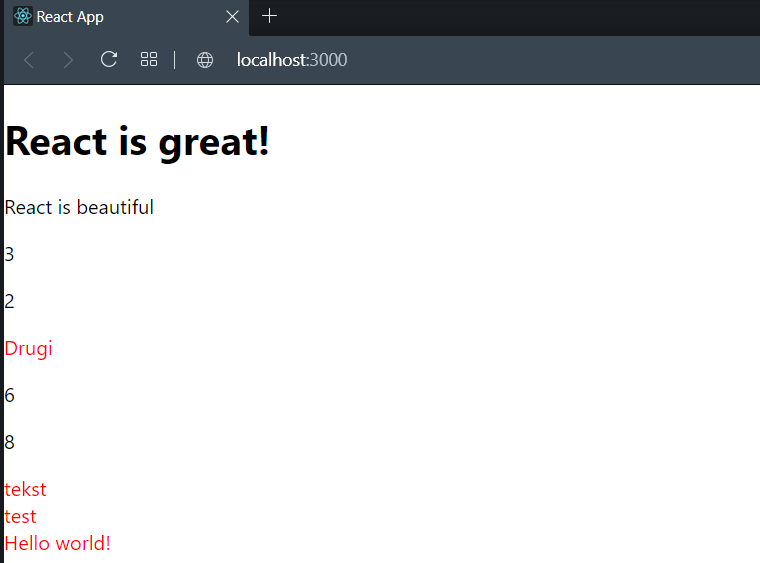 React App
localhost:3000
React is great!
React is beautiful
3
2
Drugi
6
8
tekst
test
Hello world!